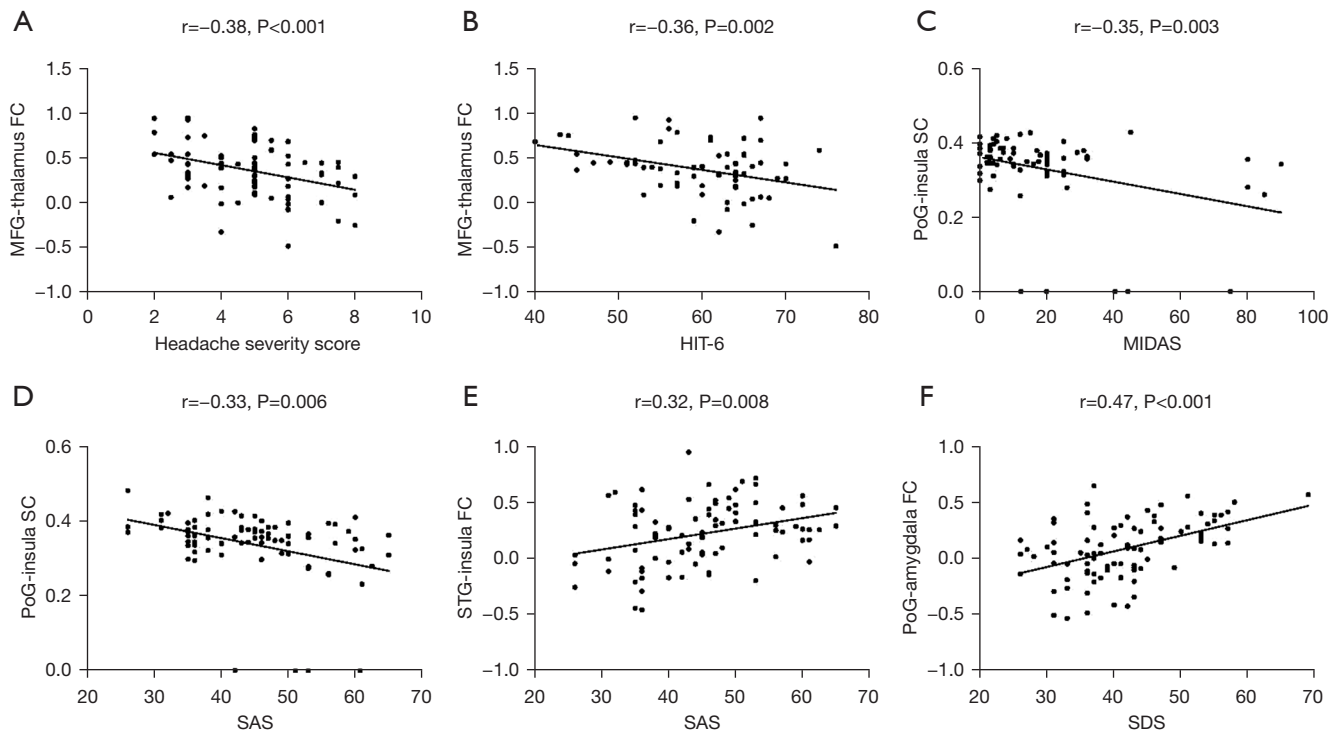 A
r=−0.38, P<0.001
MFG-thalamus FC
1.5
1.0
0.5
0.0
−0.5
−1.0
0 2 4 6 8 10
Headache severity score
B
r=−0.36, P=0.002
MFG-thalamus FC
1.5
1.0
0.5
0.0
−0.5
−1.0
40 50 60 70 80
HIT-6
C
r=−0.35, P=0.003
PoG-insula SC
0.6
0.4
0.2
0.0
0 20 40 60 80 100
MIDAS
D
r=−0.33, P=0.006
PoG-insula SC
0.6
0.4
0.2
0.0
20 30 40 50 60 70
SAS
E
r=0.32, P=0.008
STG-insula FC
1.0
0.5
0.0
−0.5
−1.0
20 30 40 50 60 70
SAS
F
r=0.47, P<0.001
PoG-amygdala FC
1.0
0.5
0.0
−0.5
−1.0
20 30 40 50 60 70
SDS